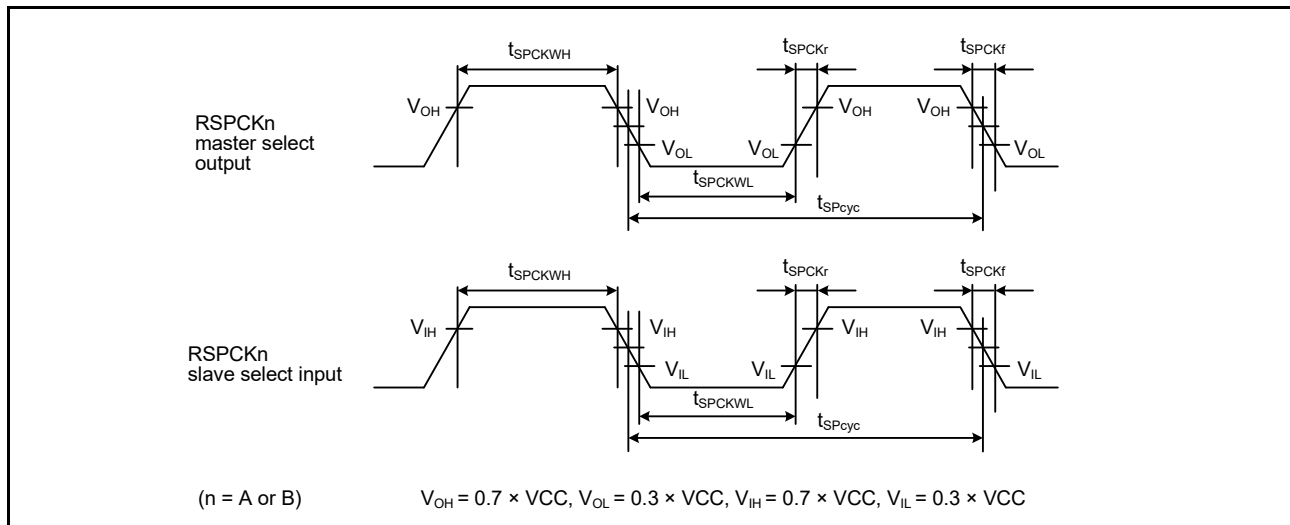 tSPCKWH tSPCKr tSPCKf
VOH VOH VOH VOH
RSPCKn
master select
output
VOL VOL VOL
tSPCKWL
tSPcyc
tSPCKWH tSPCKr tSPCKf
VIH VIH VIH VIH
RSPCKn
slave select input
VIL VIL VIL
tSPCKWL
tSPcyc
(n = A or B) VOH = 0.7 × VCC, VOL = 0.3 × VCC, VIH = 0.7 × VCC, VIL = 0.3 × VCC